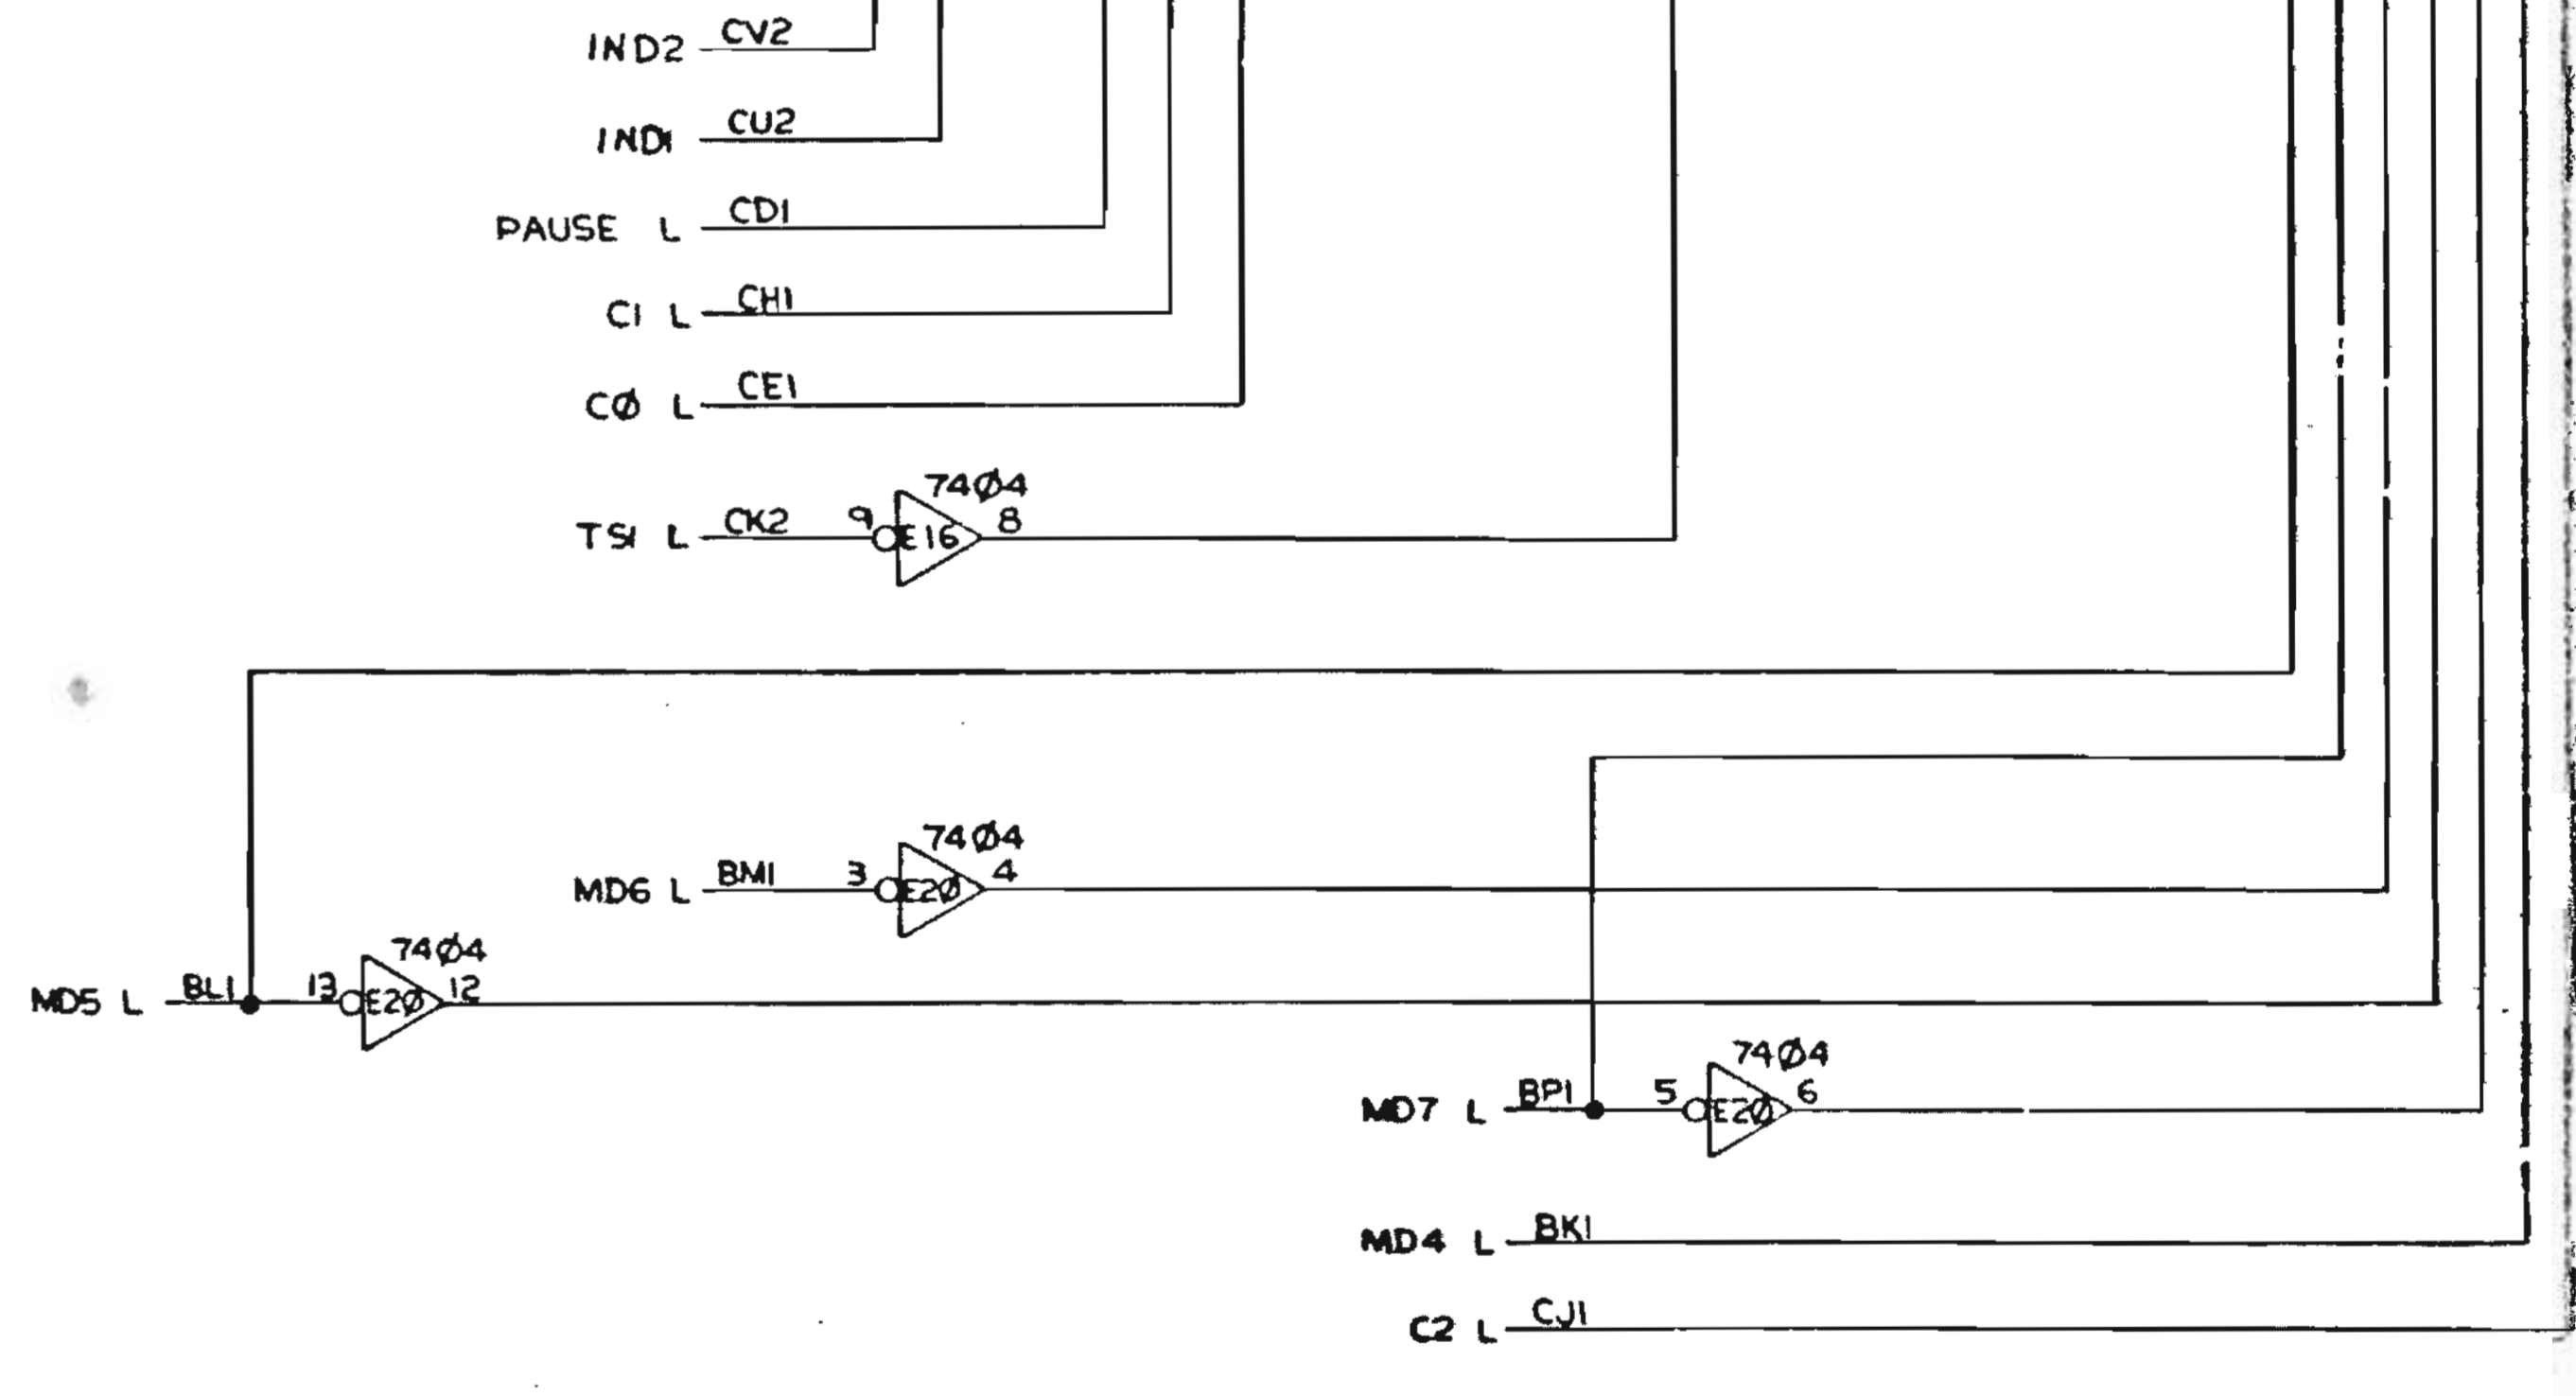 IND2 CV2
IND1 CU2
PAUSE L CD1
C1 L CH1
CØ L CE1
74Ø4
TS1 L CK2 9 E16 8
74Ø4
MD6 L BM1 3 E2Ø 4
74Ø4
MD5 L BL1 13 E2Ø 12
74Ø4
MD7 L BP1 5 E2Ø 6
MD4 L BK1
C2 L CJ1